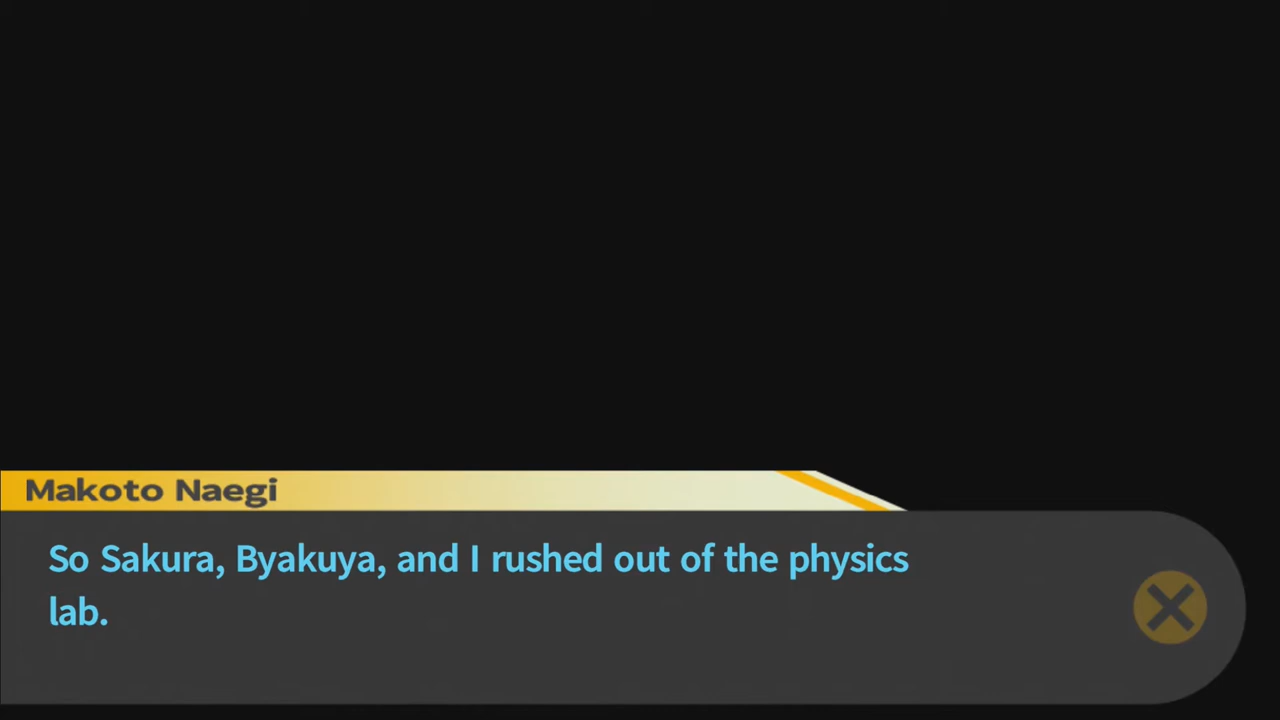 Makoto Naegi
So Sakura, Byakuya, and I rushed out of the physics
lab.